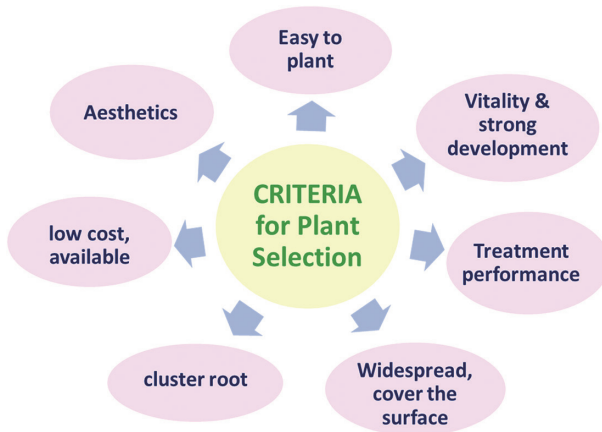 Easy to
plant
Aesthetics
Vitality &
strong
development
CRITERIA
for Plant
Selection
low cost,
available
Treatment
performance
cluster root
Widespread,
cover the
surface